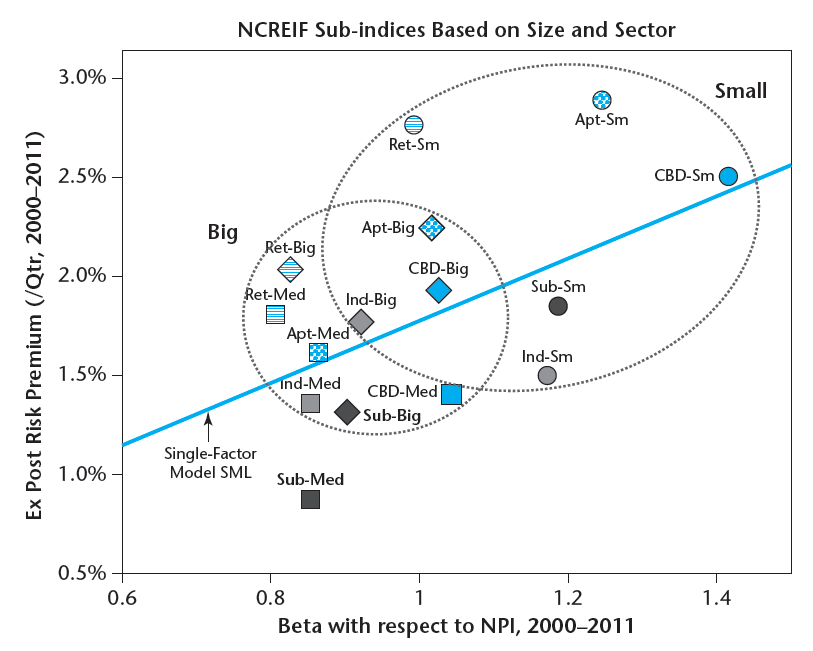 NCREIF Sub-indices Based on Size and Sector
Ex Post Risk Premium (/Qtr, 2000–2011)
3.0%
2.5%
2.0%
1.5%
1.0%
0.5%
Small
Apt-Sm
Ret-Sm
CBD-Sm
Big
Apt-Big
Ret-Big
CBD-Big
Ret-Med
Ind-Big
Sub-Sm
Apt-Med
Ind-Sm
Ind-Med
CBD-Med
Sub-Big
Single-Factor
Model SML
Sub-Med
0.6
0.8
1
1.2
1.4
Beta with respect to NPI, 2000–2011